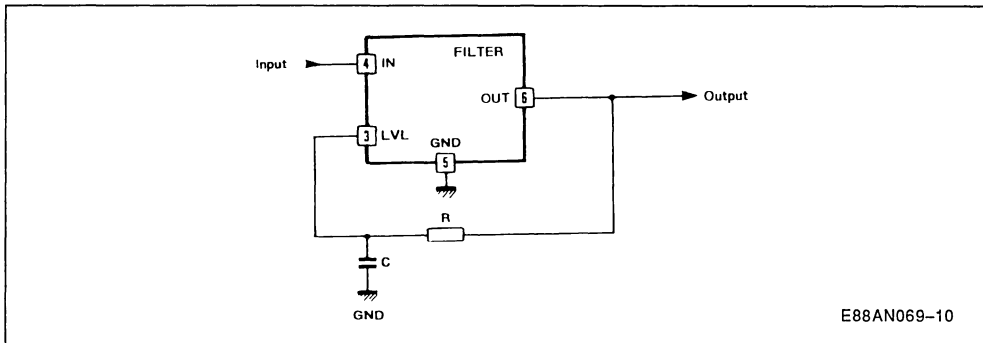 FILTER
Input
4
IN
OUT
6
Output
3
LVL
GND
5
R
C
GND
E88AN069-10